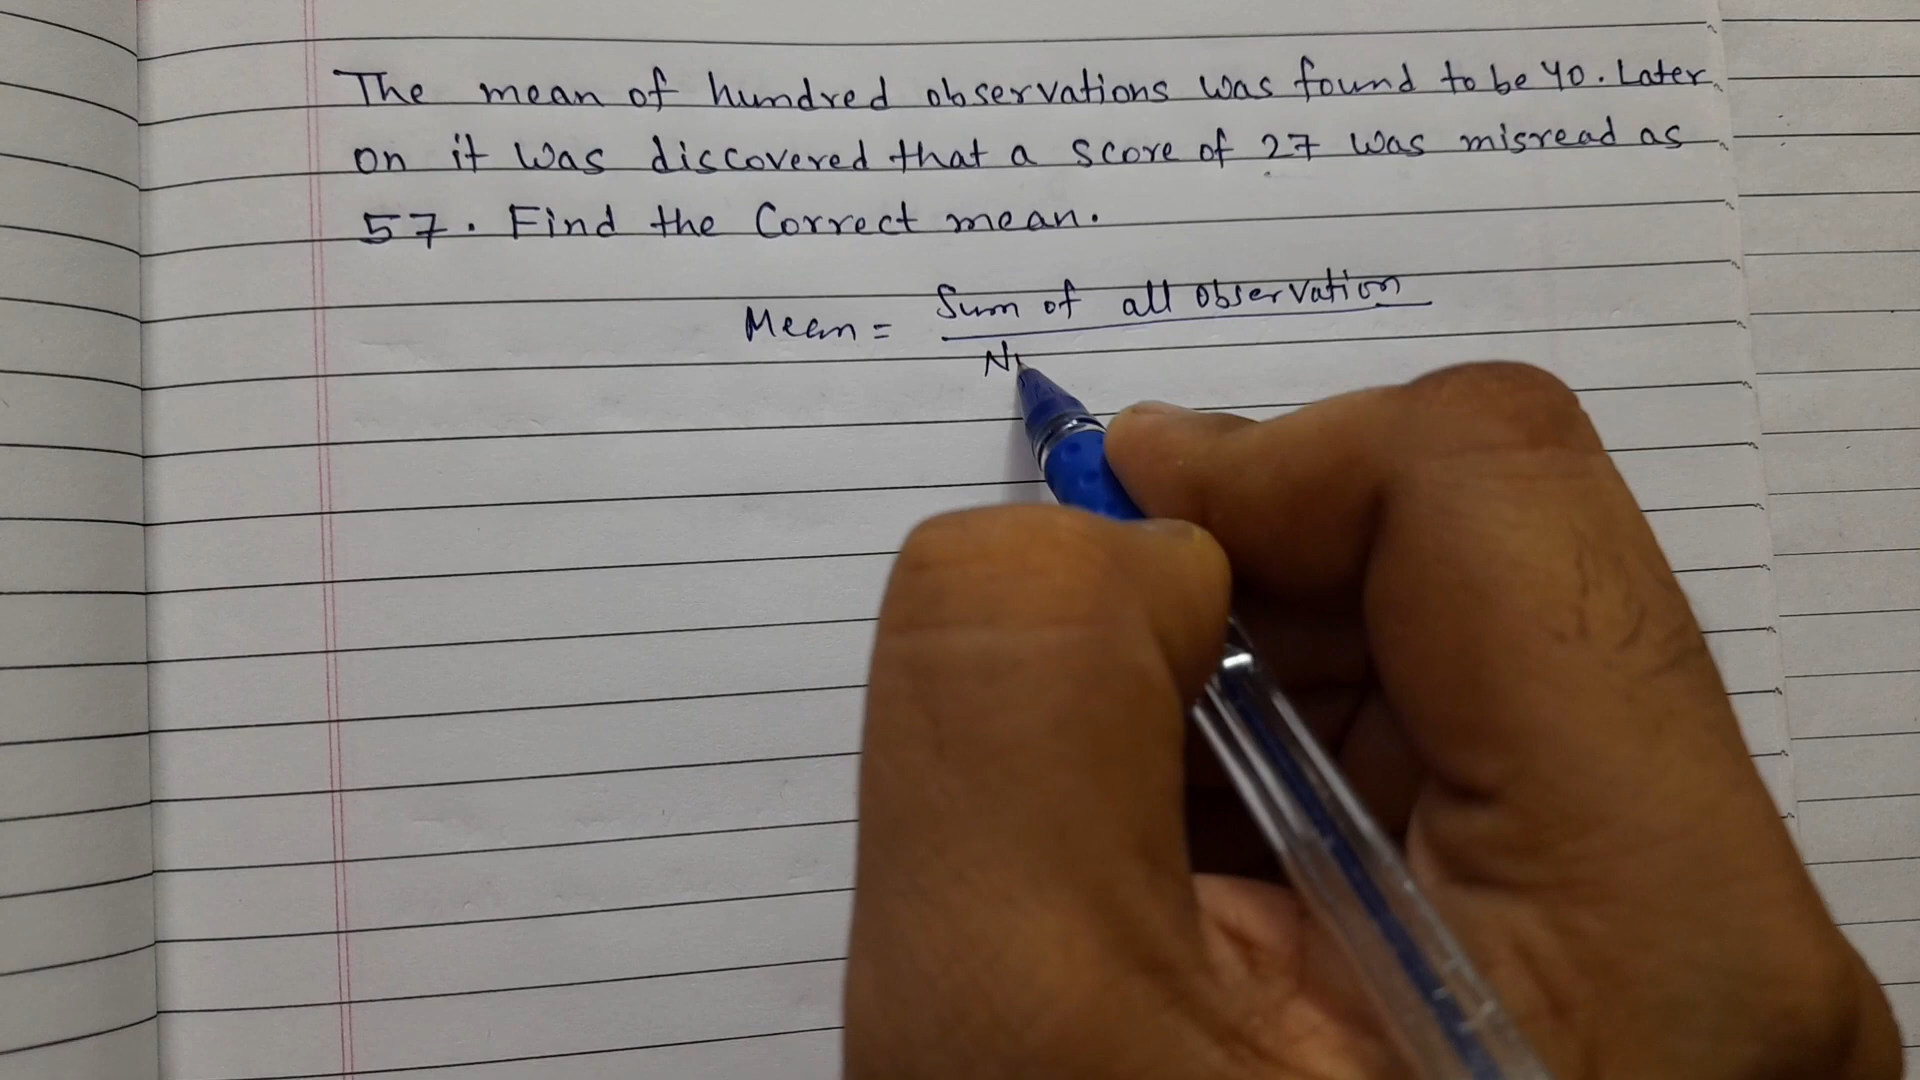 The mean of hundred observations was found to be 40. Later
on it was discovered that a score of 27 was misread as
57. Find the Correct mean.
Mean = Sum of all observation
N